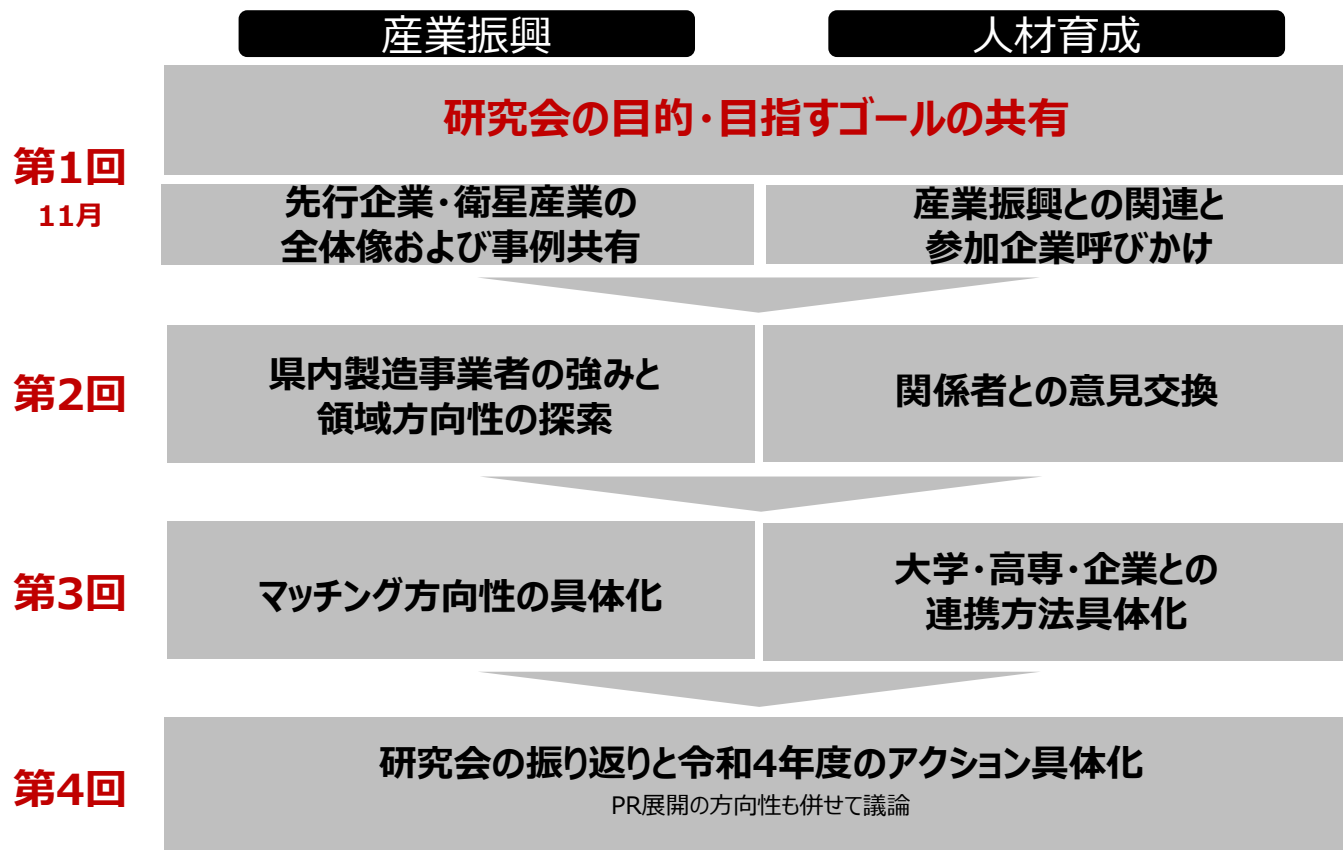 産業振興
人材育成
研究会の目的・目指すゴールの共有
第1回
11月
先行企業・衛星産業の
全体像および事例共有
産業振興との関連と
参加企業呼びかけ
第2回
県内製造事業者の強みと
領域方向性の探索
関係者との意見交換
第3回
マッチング方向性の具体化
大学・高専・企業との
連携方法具体化
第4回
研究会の振り返りと令和4年度のアクション具体化
PR展開の方向性も併せて議論